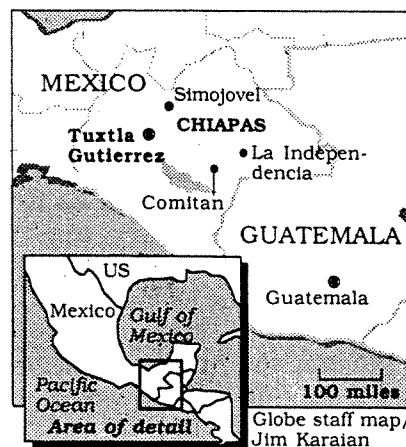 MEXICO
Simojovel
CHIAPAS
Tuxtla
Gutierrez
La Indepen-
dencia
Comitan
GUATEMALA
Guatemala
US
Mexico
Gulf of
Mexico
Pacific
Ocean
Area of detail
100 miles
Globe staff map/
Jim Karaian